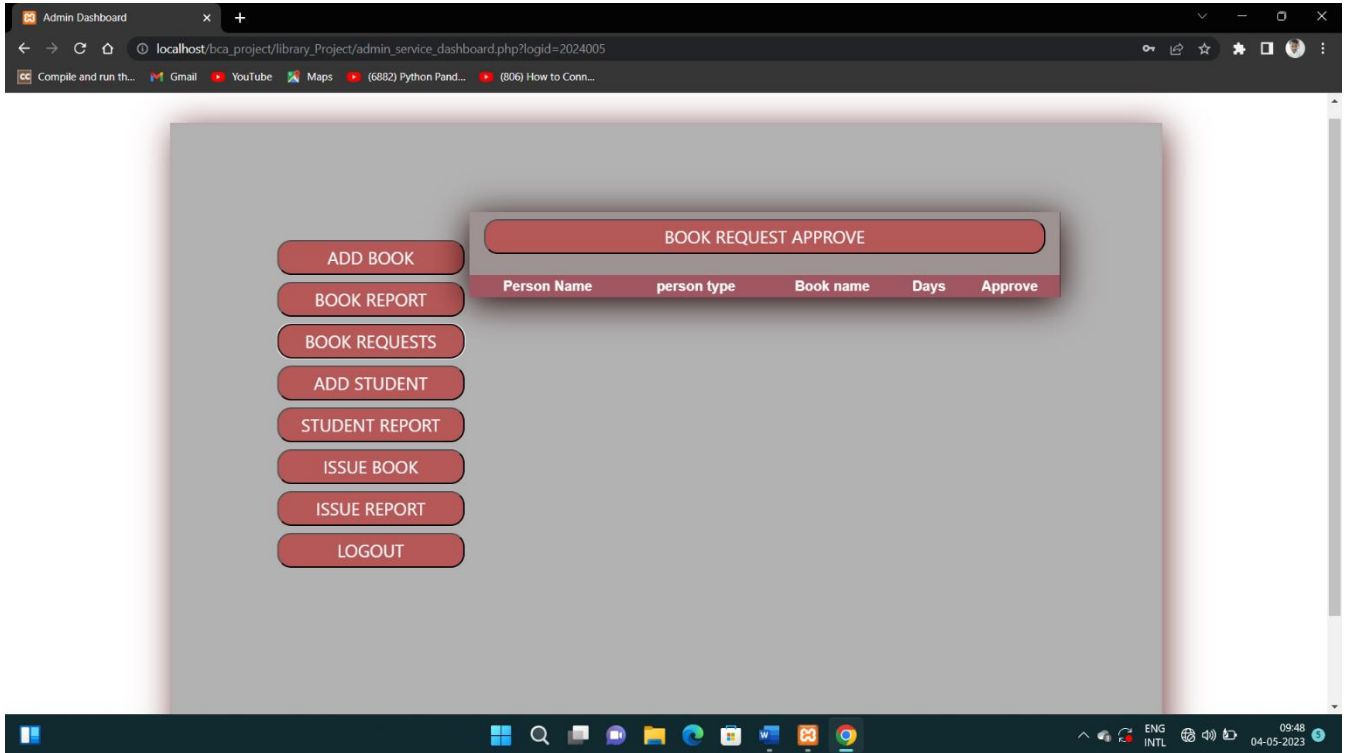 Admin Dashboard
localhost/bca_project/library_Project/admin_service_dashboard.php?logid=2024005
CC Compile and run th... Gmail YouTube Maps (6882) Python Pand... (806) How to Conn...
BOOK REQUEST APPROVE
Person Name person type Book name Days Approve
ADD BOOK
BOOK REPORT
BOOK REQUESTS
ADD STUDENT
STUDENT REPORT
ISSUE BOOK
ISSUE REPORT
LOGOUT
ENG
INTL
09:48
04-05-2023
5